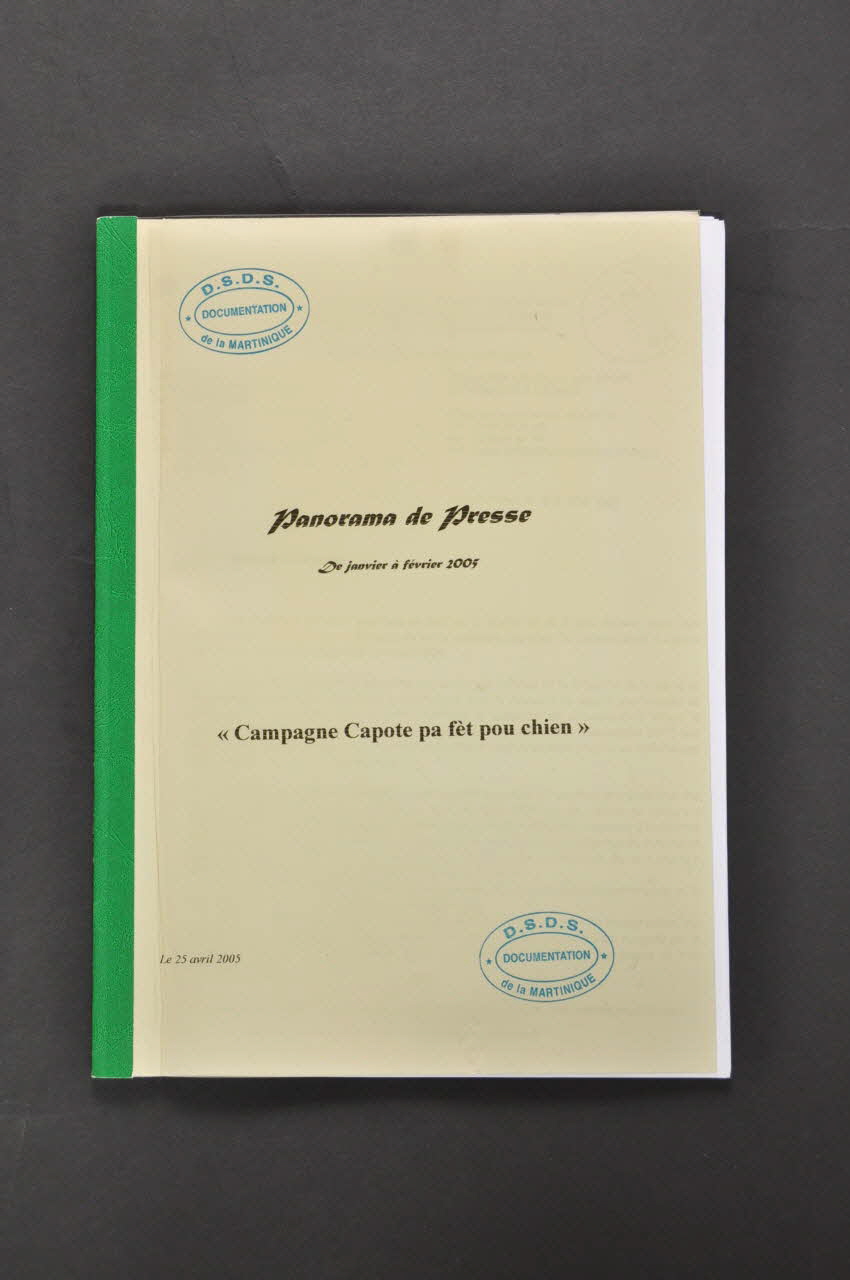 D.S.D.S.
DOCUMENTATION
de la MARTINIQUE
Panorama de Presse
De janvier à février 2005
« Campagne Capote pa fèt pou chien »
Le 25 avril 2005
D.S.D.S.
DOCUMENTATION
de la MARTINIQUE